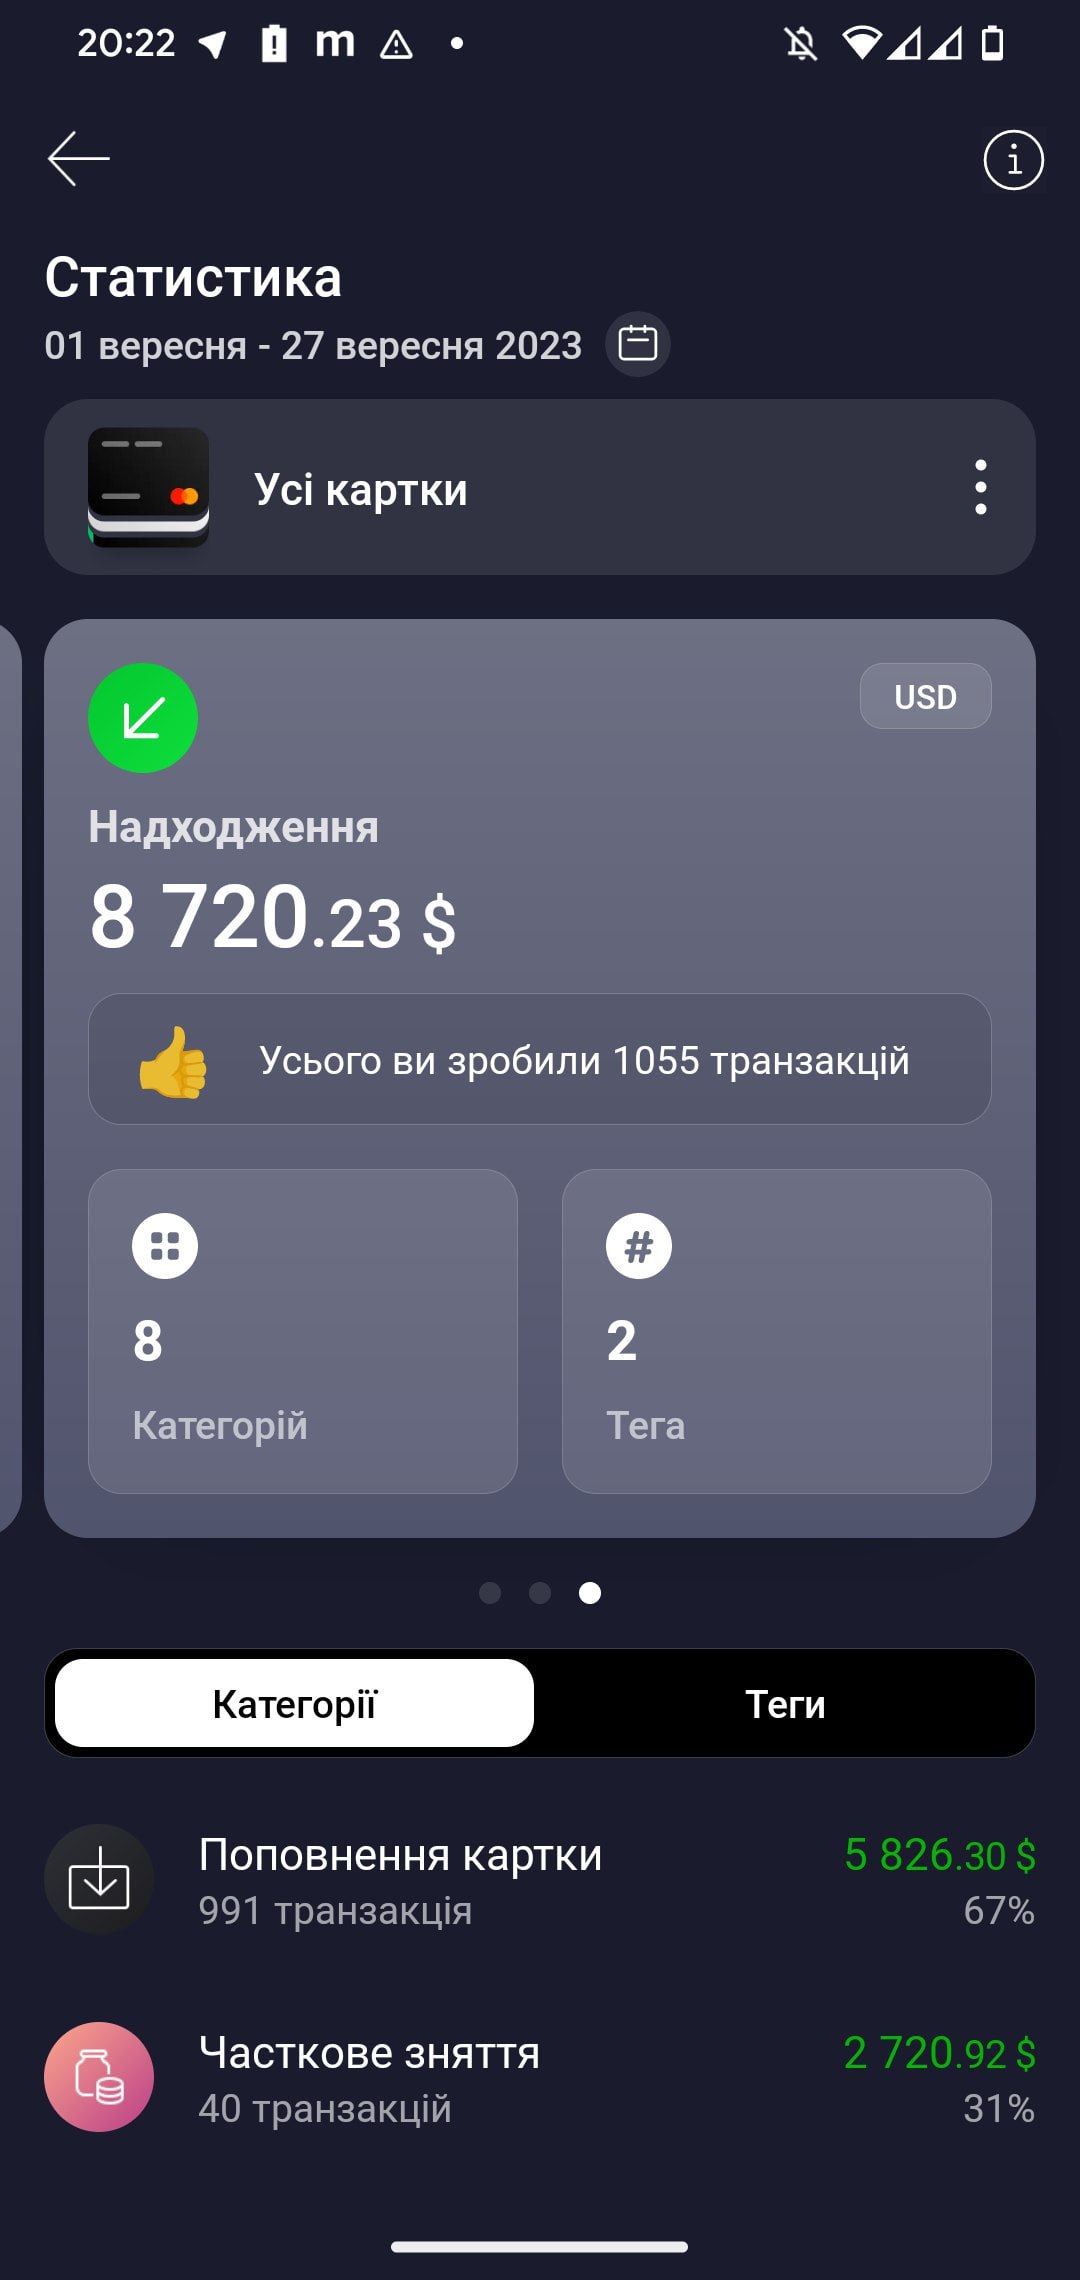 20:22
m
Статистика
01 вересня - 27 вересня 2023
Усі картки
USD
Надходження
8 720.23 $
Усього ви зробили 1055 транзакцій
#
8
2
Категорій
Тега
Категорії
Теги
Поповнення картки
5 826.30 $
991 транзакція
67%
Часткове зняття
2 720.92 $
40 транзакцій
31%